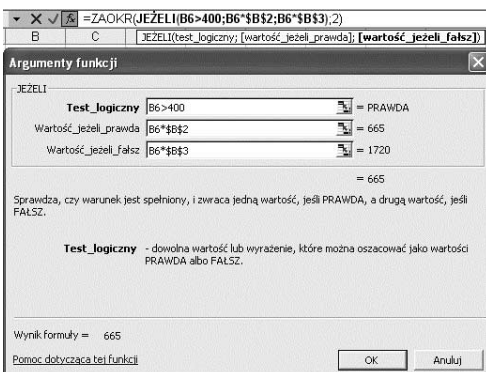 =ZAOKR(JEŻELI(B6>400;B6*$B$2;B6*$B$3);2)
B C JEŻELI(test_logiczny; [wartość_jeżeli_prawda]; [wartość_jeżeli_fałsz])
Argumenty funkcji
JEŻELI
Test_logiczny B6>400 = PRAWDA
Wartość_jeżeli_prawda B6*$B$2 = 665
Wartość_jeżeli_fałsz B6*$B$3 = 1720
= 665
Sprawdza, czy warunek jest spełniony, i zwraca jedną wartość, jeśli PRAWDA, a drugą wartość, jeśli
FAŁSZ.
Test_logiczny - dowolna wartość lub wyrażenie, które można oszacować jako wartości
PRAWDA albo FAŁSZ.
Wynik formuły = 665
Pomoc dotycząca tej funkcji OK Anuluj